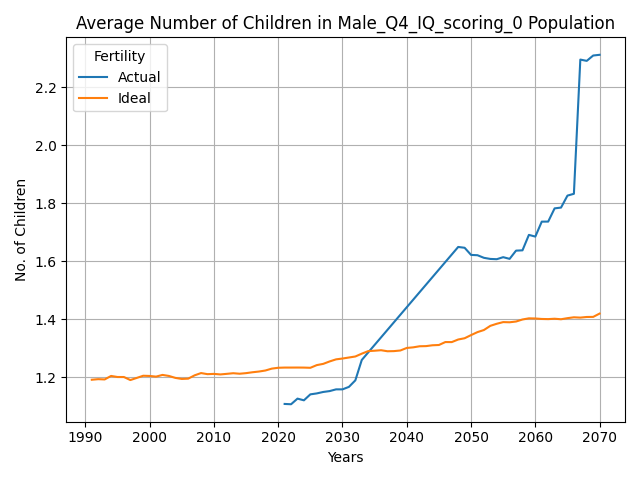 Average Number of Children in Male_Q4_IQ_scoring_0 Population
Fertility
Actual
Ideal
No. of Children
2.2
2.0
1.8
1.6
1.4
1.2
1990 2000 2010 2020 2030 2040 2050 2060 2070
Years